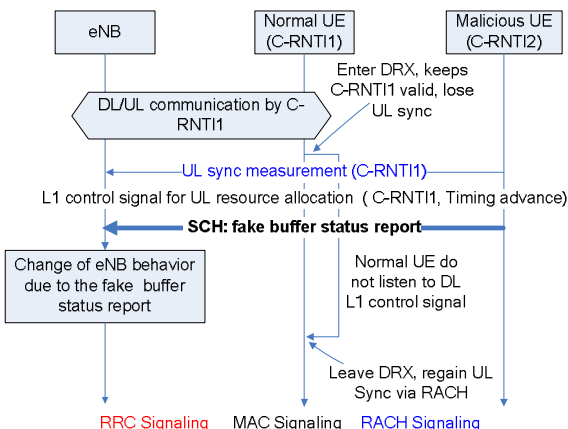 eNB
Normal UE
(C-RNTI1)
Malicious UE
(C-RNTI2)
Enter DRX, keeps
C-RNTI1 valid, lose
UL sync
DL/UL communication by C-
RNTI1
UL sync measurement (C-RNTI1)
L1 control signal for UL resource allocation ( C-RNTI1, Timing advance)
SCH: fake buffer status report
Change of eNB behavior
due to the fake buffer
status report
Normal UE do
not listen to DL
L1 control signal
Leave DRX, regain UL
Sync via RACH
RRC Signaling
MAC Signaling
RACH Signaling